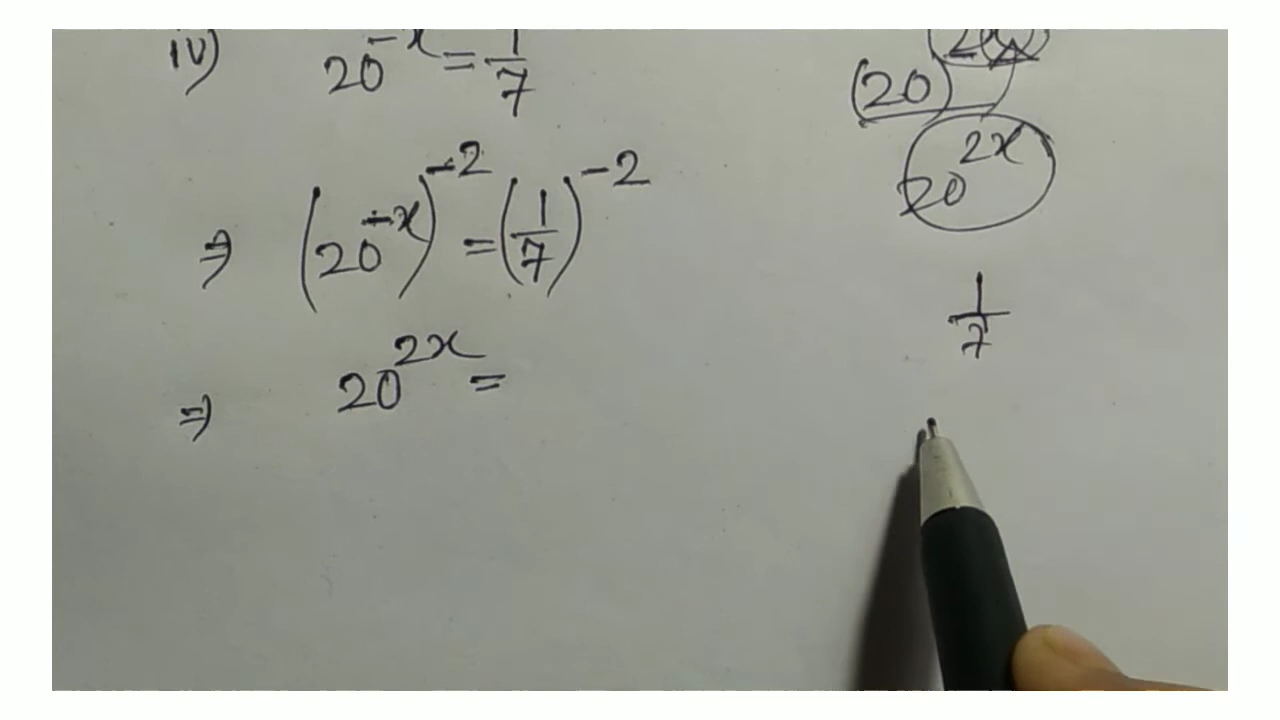 iv) 20^{-x} = 1/7
⇒ (20^{-x})^{-2} = (1/7)^{-2}
⇒ 20^{2x} =
(20)
20^{2x}
1/7